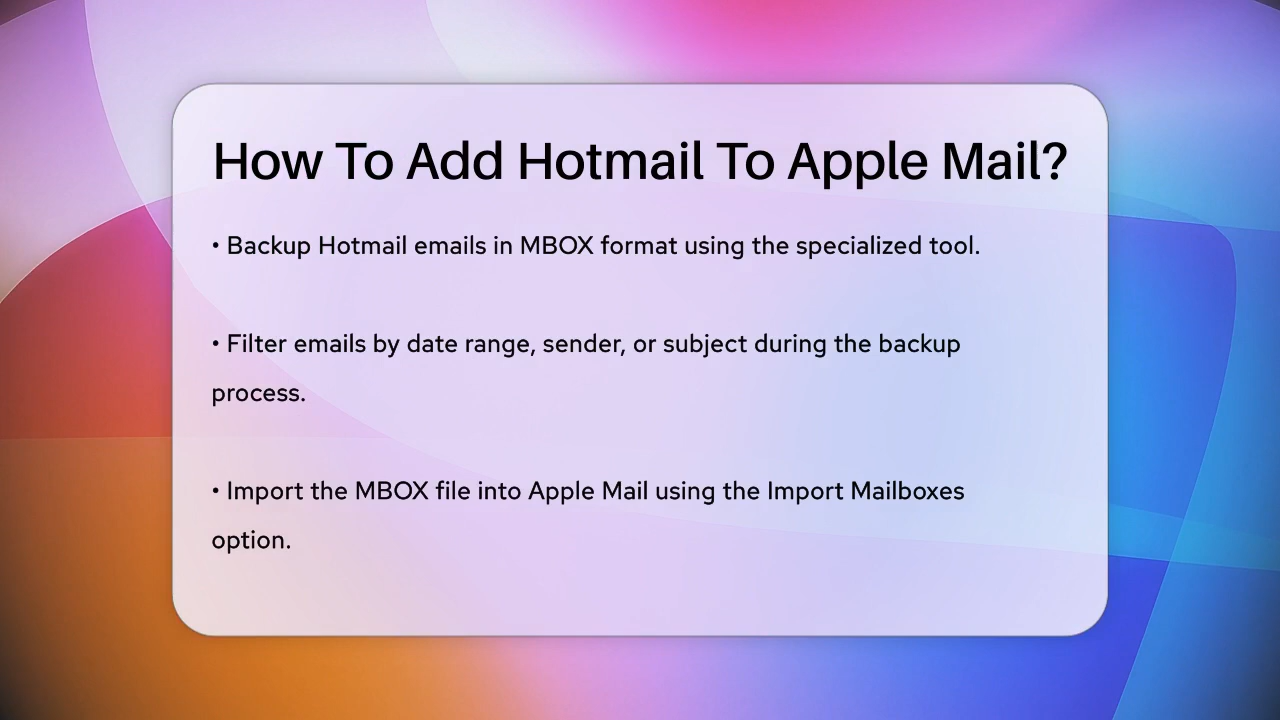 How To Add Hotmail To Apple Mail?
• Backup Hotmail emails in MBOX format using the specialized tool.
• Filter emails by date range, sender, or subject during the backup
process.
• Import the MBOX file into Apple Mail using the Import Mailboxes
option.